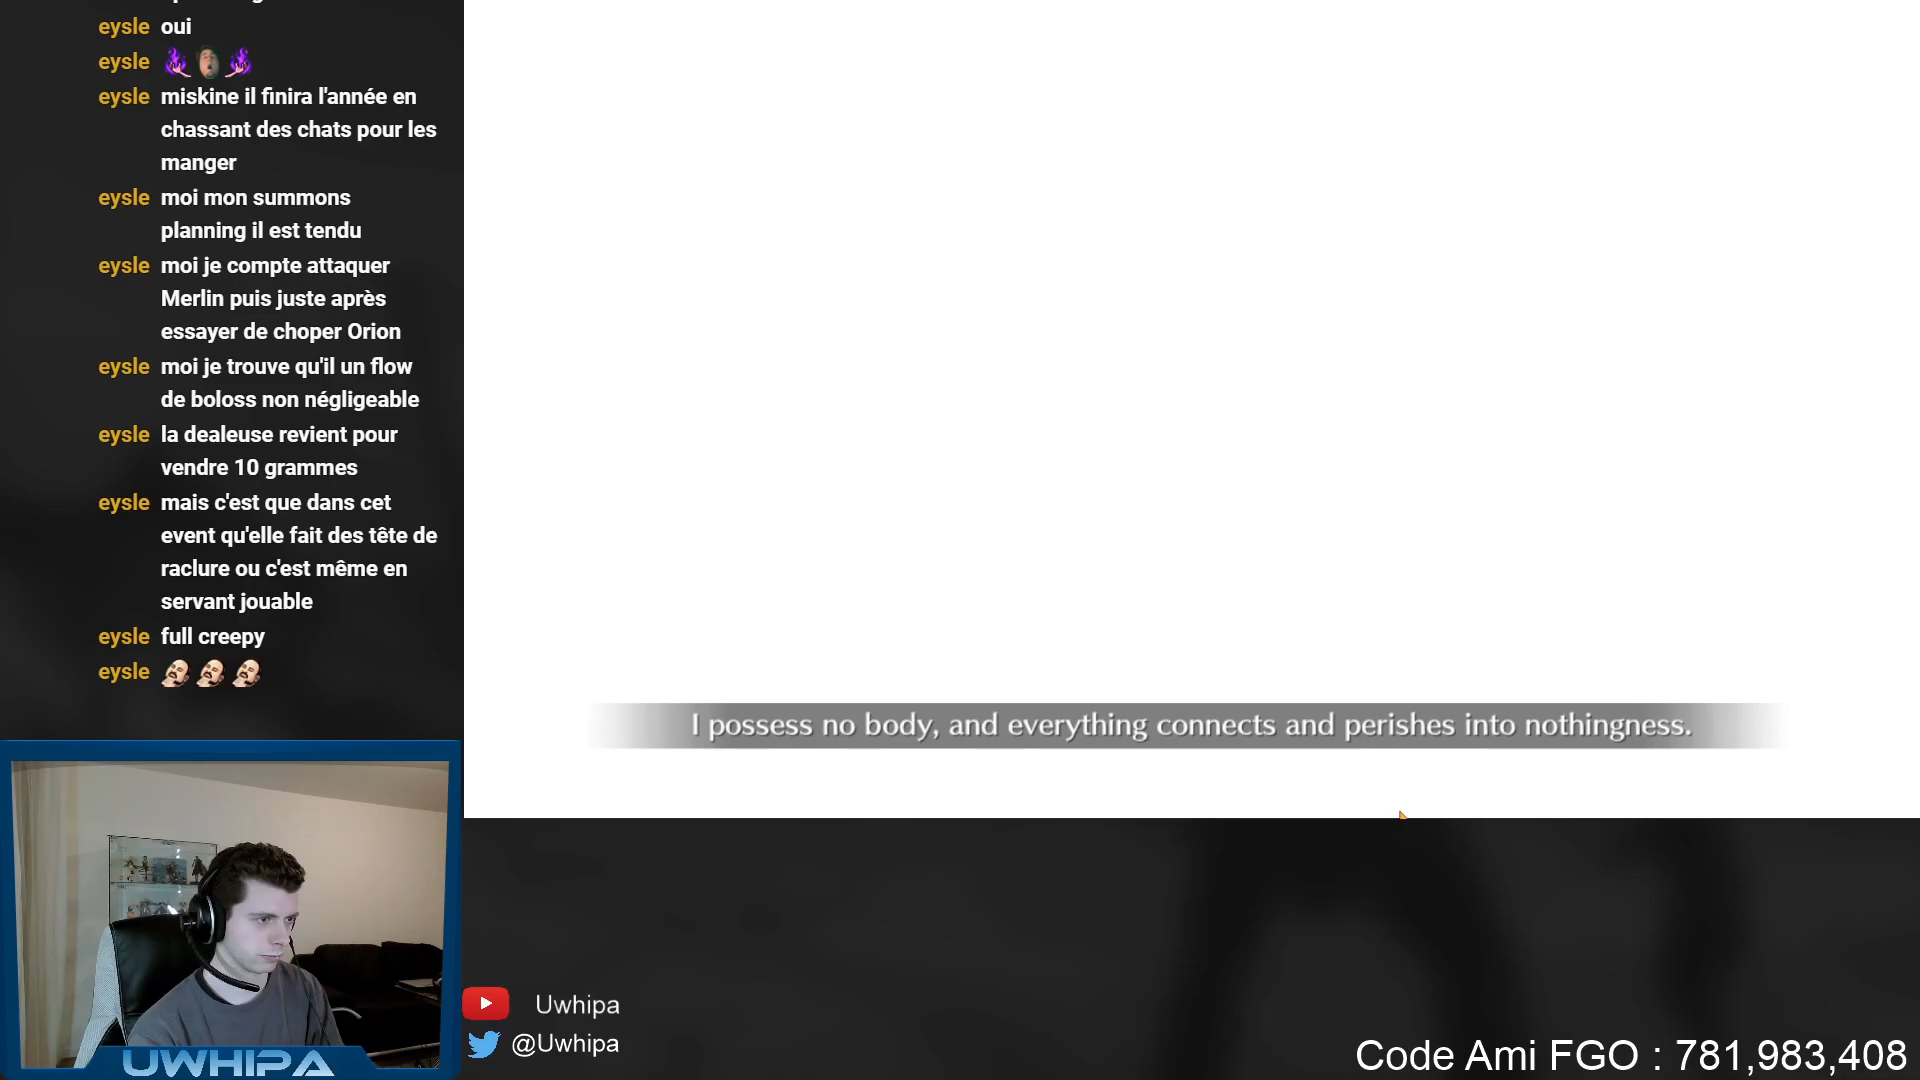 eysle oui
eysle
eysle miskine il finira l'année en
chassant des chats pour les
manger
eysle moi mon summons
planning il est tendu
eysle moi je compte attaquer
Merlin puis juste après
essayer de choper Orion
eysle moi je trouve qu'il un flow
de boloss non négligeable
eysle la dealeuse revient pour
vendre 10 grammes
eysle mais c'est que dans cet
event qu'elle fait des tête de
raclure ou c'est même en
servant jouable
eysle full creepy
eysle
I possess no body, and everything connects and perishes into nothingness.
Uwhipa
@Uwhipa
UWHIPA
Code Ami FGO : 781,983,408